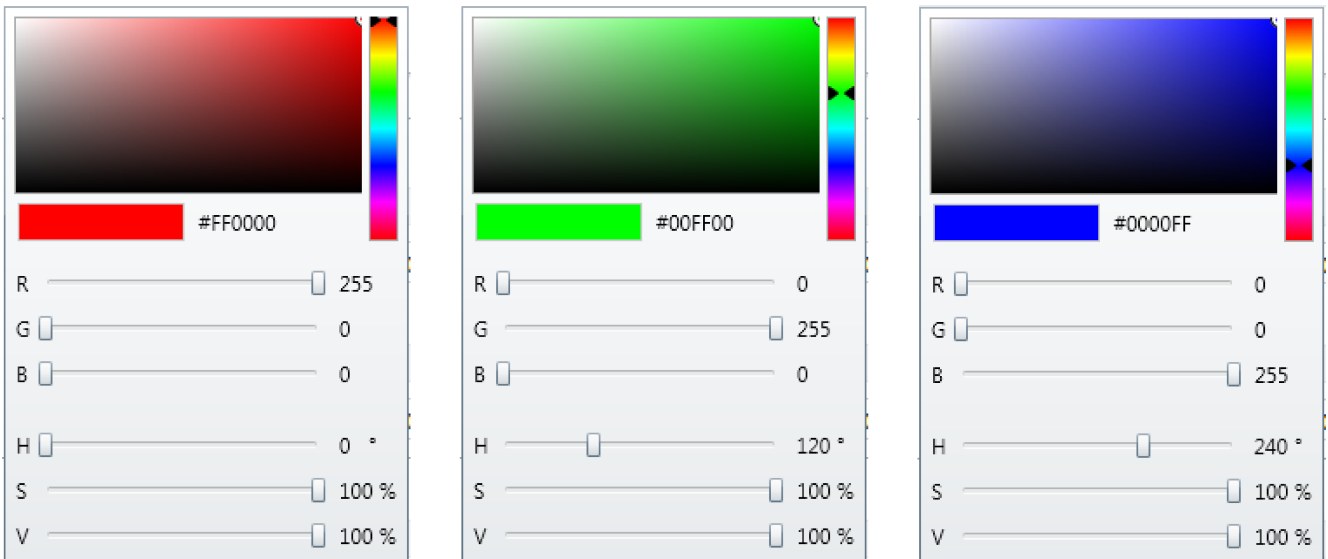 #FF0000
R 255
G 0
B 0
H 0 °
S 100 %
V 100 %
#00FF00
R 0
G 255
B 0
H 120 °
S 100 %
V 100 %
#0000FF
R 0
G 0
B 255
H 240 °
S 100 %
V 100 %